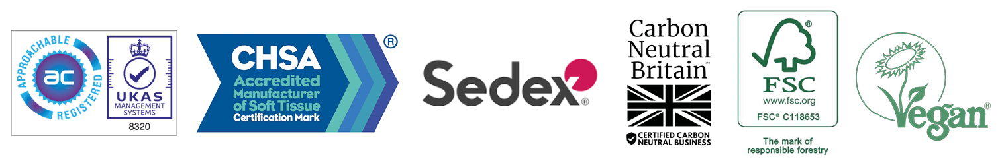 APPROACHABLE
ac
REGISTERED
UKAS
MANAGEMENT
SYSTEMS
8320
CHSA
Accredited
Manufacturer
of Soft Tissue
Certification Mark
®
Sedex®
Carbon
Neutral
Britain™
CERTIFIED CARBON
NEUTRAL BUSINESS
®
FSC
www.fsc.org
FSC® C118653
The mark of
responsible forestry
Vegan®